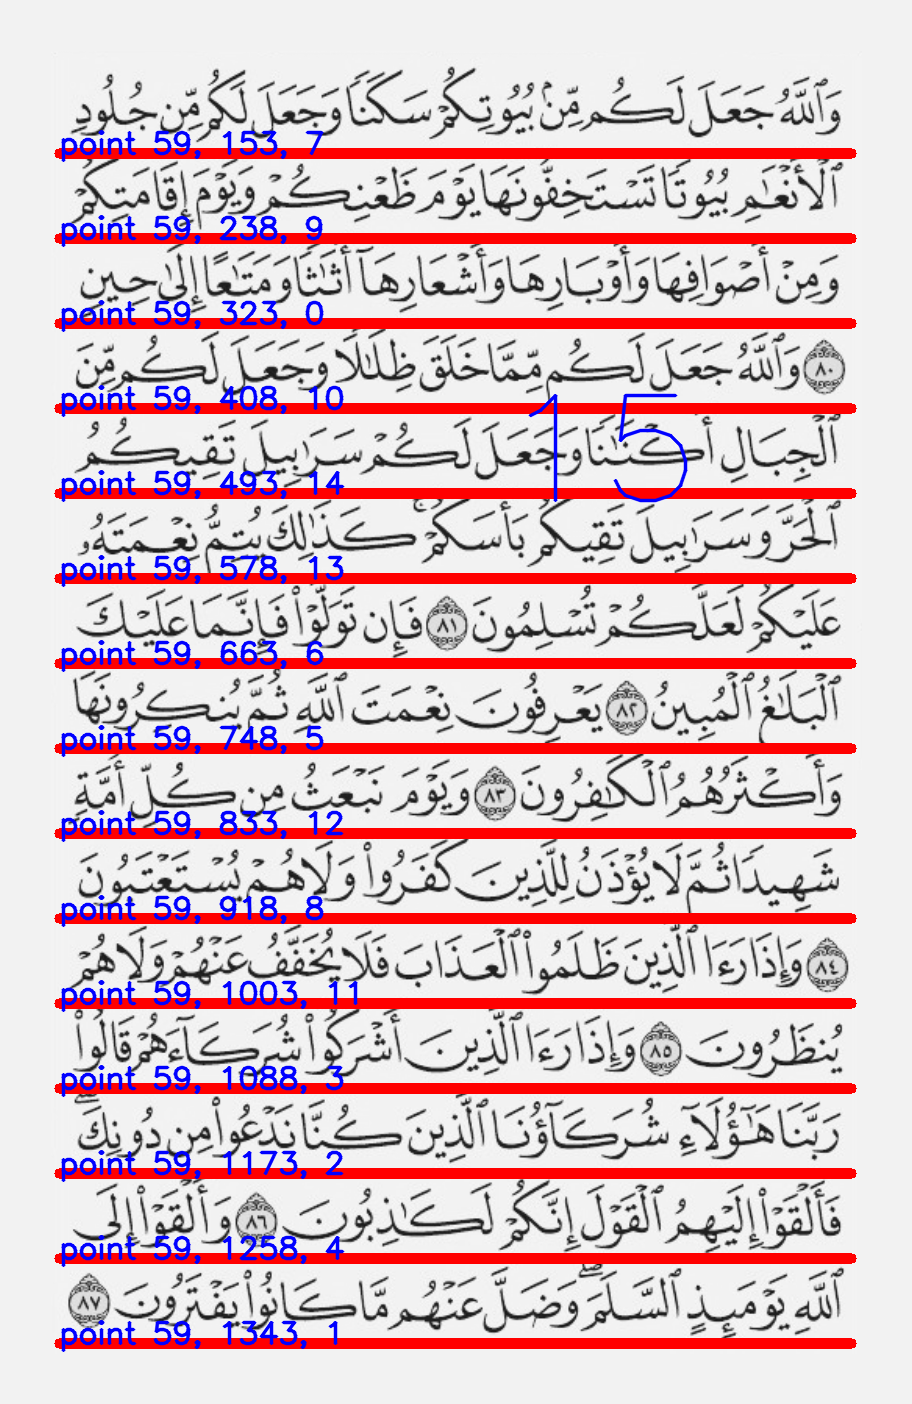 وَٱللَّهُ جَعَلَ لَكُم مِّنۢ بُيُوتِكُمْ سَكَنًا وَجَعَلَ لَكُم مِّن جُلُودِ
point 59, 153, 7
ٱلْأَنْعَٰمِ بُيُوتًا تَسْتَخِفُّونَهَا يَوْمَ ظَعْنِكُمْ وَيَوْمَ إِقَامَتِكُمْ
point 59, 238, 9
وَمِنْ أَصْوَافِهَا وَأَوْبَارِهَا وَأَشْعَارِهَآ أَثَٰثًا وَمَتَٰعًا إِلَىٰ حِينٍ
point 59, 323, 0
٨٠ وَٱللَّهُ جَعَلَ لَكُم مِّمَّا خَلَقَ ظِلَٰلًا وَجَعَلَ لَكُم مِّنَ
point 59, 408, 10
15
ٱلْجِبَالِ أَكْنَٰنًا وَجَعَلَ لَكُمْ سَرَٰبِيلَ تَقِيكُمُ
point 59, 493, 14
ٱلْحَرَّ وَسَرَٰبِيلَ تَقِيكُم بَأْسَكُمْ ۚ كَذَٰلِكَ يُتِمُّ نِعْمَتَهُۥ
point 59, 578, 13
عَلَيْكُمْ لَعَلَّكُمْ تُسْلِمُونَ ٨١ فَإِن تَوَلَّوْا۟ فَإِنَّمَا عَلَيْكَ
point 59, 663, 6
ٱلْبَلَٰغُ ٱلْمُبِينُ ٨٢ يَعْرِفُونَ نِعْمَتَ ٱللَّهِ ثُمَّ يُنكِرُونَهَا
point 59, 748, 5
وَأَكْثَرُهُمُ ٱلْكَٰفِرُونَ ٨٣ وَيَوْمَ نَبْعَثُ مِن كُلِّ أُمَّةٍ
point 59, 833, 12
شَهِيدًا ثُمَّ لَا يُؤْذَنُ لِلَّذِينَ كَفَرُوا۟ وَلَا هُمْ يُسْتَعْتَبُونَ
point 59, 918, 8
٨٤ وَإِذَا رَءَا ٱلَّذِينَ ظَلَمُوا۟ ٱلْعَذَابَ فَلَا يُخَفَّفُ عَنْهُمْ وَلَا هُمْ
point 59, 1003, 11
يُنظَرُونَ ٨٥ وَإِذَا رَءَا ٱلَّذِينَ أَشْرَكُوا۟ شُرَكَآءَهُمْ قَالُوا۟
point 59, 1088, 3
رَبَّنَا هَٰٓؤُلَآءِ شُرَكَآؤُنَا ٱلَّذِينَ كُنَّا نَدْعُوا۟ مِن دُونِكَ ۖ
point 59, 1173, 2
فَأَلْقَوْا۟ إِلَيْهِمُ ٱلْقَوْلَ إِنَّكُمْ لَكَٰذِبُونَ ٨٦ وَأَلْقَوْا۟ إِلَى
point 59, 1258, 4
ٱللَّهِ يَوْمَئِذٍ ٱلسَّلَمَ ۖ وَضَلَّ عَنْهُم مَّا كَانُوا۟ يَفْتَرُونَ ٨٧
point 59, 1343, 1